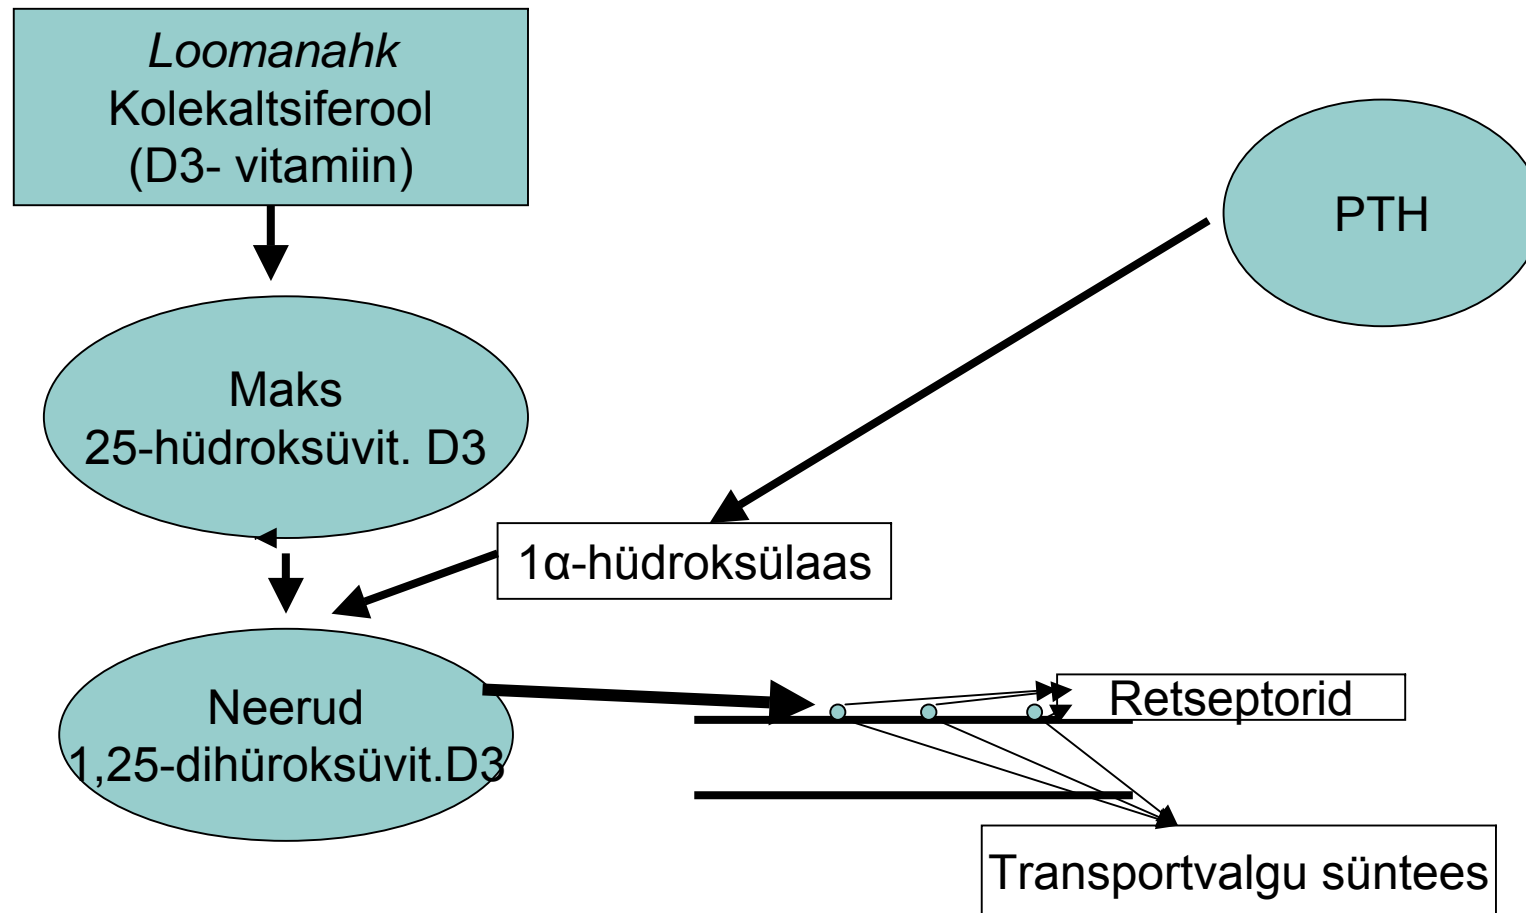 Loomanahk
Kolekaltsiferool
(D3- vitamiin)
PTH
Maks
25-hüdroksüvit. D3
1α-hüdroksülaas
Neerud
1,25-dihüroksüvit.D3
Retseptorid
Transportvalgu süntees